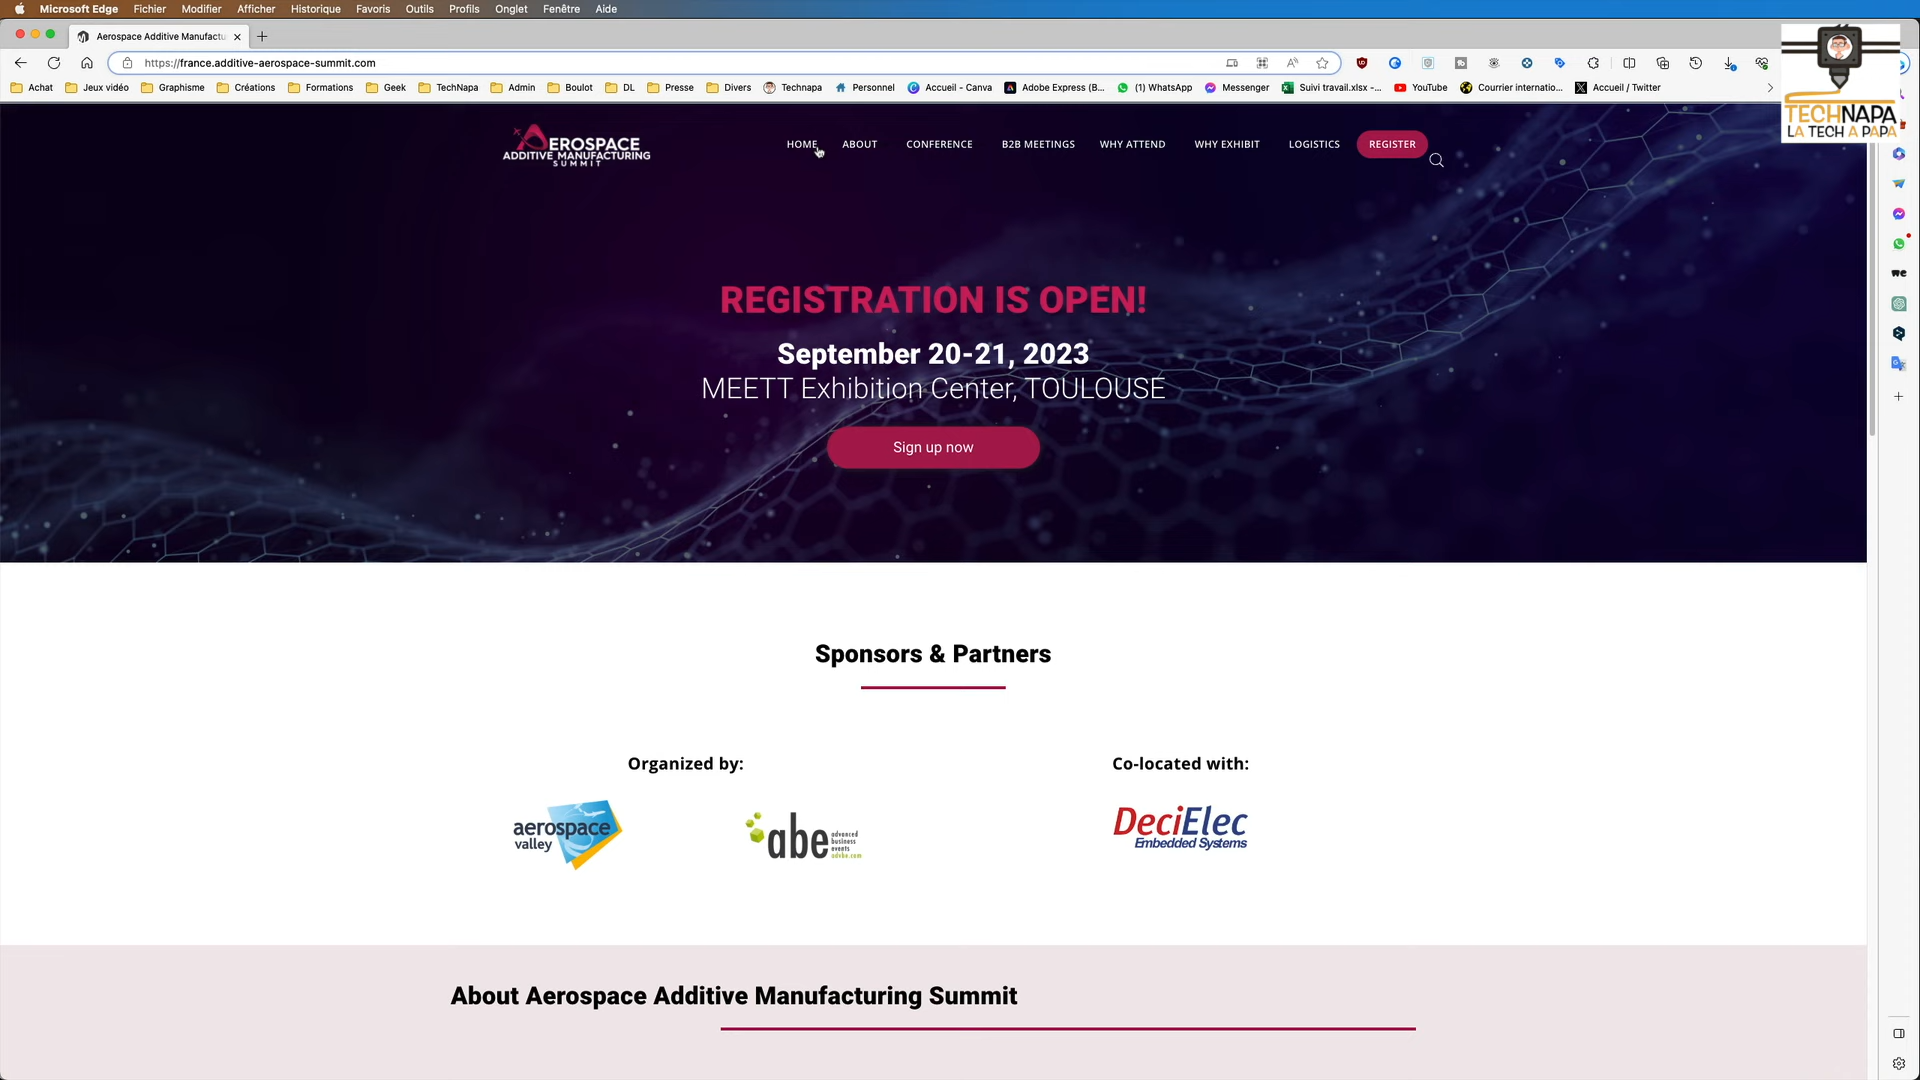 Microsoft Edge Fichier Modifier Afficher Historique Favoris Outils Profils Onglet Fenêtre Aide
Aerospace Additive Manufactu
https://france.additive-aerospace-summit.com
Achat Jeux vidéo Graphisme Créations Formations Geek TechNapa Admin Boulot DL Presse Divers Technapa Personnel Accueil - Canva Adobe Express (B... (1) WhatsApp Messenger Suivi travail.xlsx -... YouTube Courrier internatio... Accueil / Twitter
TECHNAPA
LA TECH A PAPA
AEROSPACE
ADDITIVE MANUFACTURING
SUMMIT
HOME ABOUT CONFERENCE B2B MEETINGS WHY ATTEND WHY EXHIBIT LOGISTICS REGISTER
we
REGISTRATION IS OPEN!
September 20-21, 2023
MEETT Exhibition Center, TOULOUSE
Sign up now
Sponsors & Partners
Organized by:
Co-located with:
aerospace
valley
abe
advanced
business
events
advbe.com
DeciElec
Embedded Systems
About Aerospace Additive Manufacturing Summit